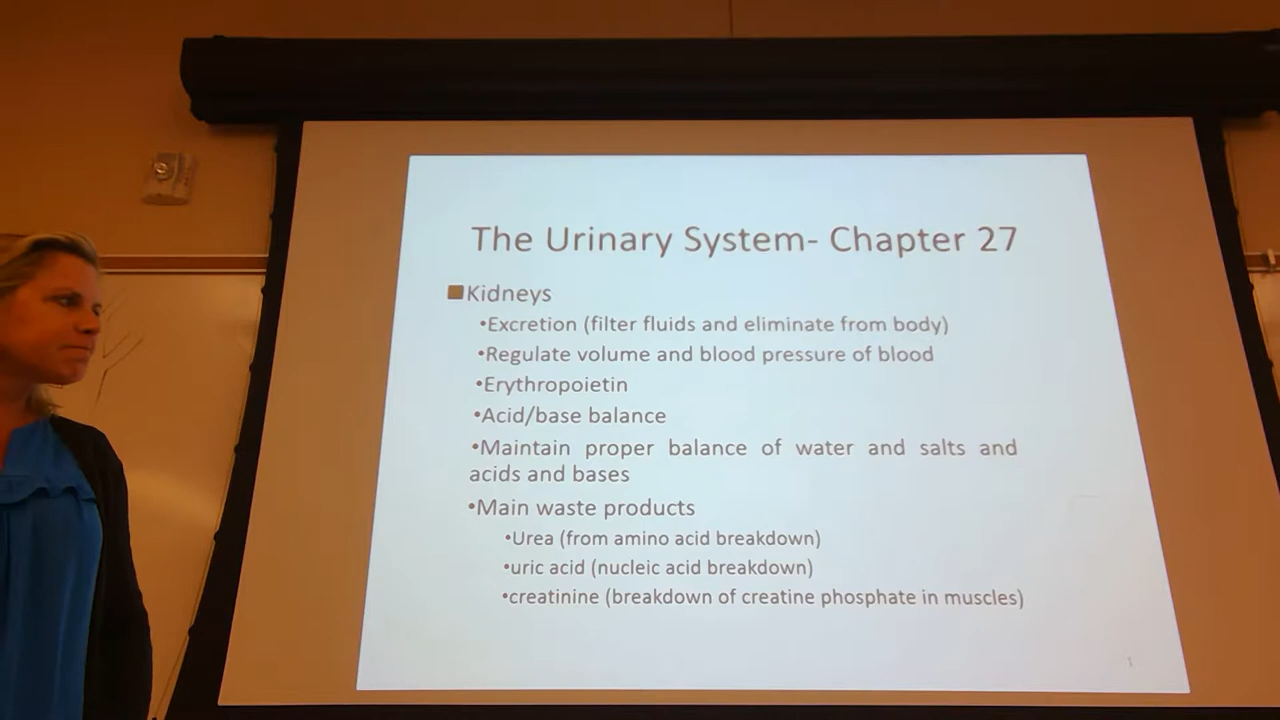 The Urinary System- Chapter 27
■Kidneys
•Excretion (filter fluids and eliminate from body)
•Regulate volume and blood pressure of blood
•Erythropoietin
•Acid/base balance
•Maintain proper balance of water and salts and
acids and bases
•Main waste products
•Urea (from amino acid breakdown)
•uric acid (nucleic acid breakdown)
•creatinine (breakdown of creatine phosphate in muscles)
1